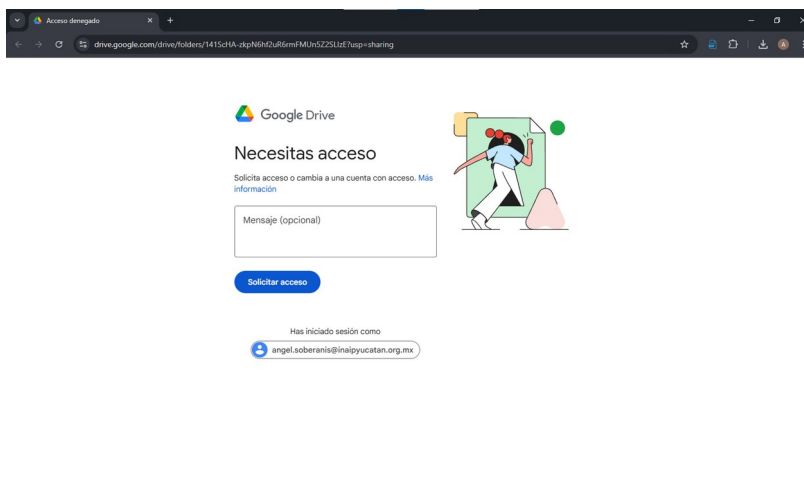 Acceso denegado
drive.google.com/drive/folders/141ScHA-zkpN6hf2uR6rmFMUn5Z2SLlzE?usp=sharing
A
Google Drive
Necesitas acceso
Solicita acceso o cambia a una cuenta con acceso. Más
información
Mensaje (opcional)
Solicitar acceso
Has iniciado sesión como
angel.soberanis@inaipyucatan.org.mx